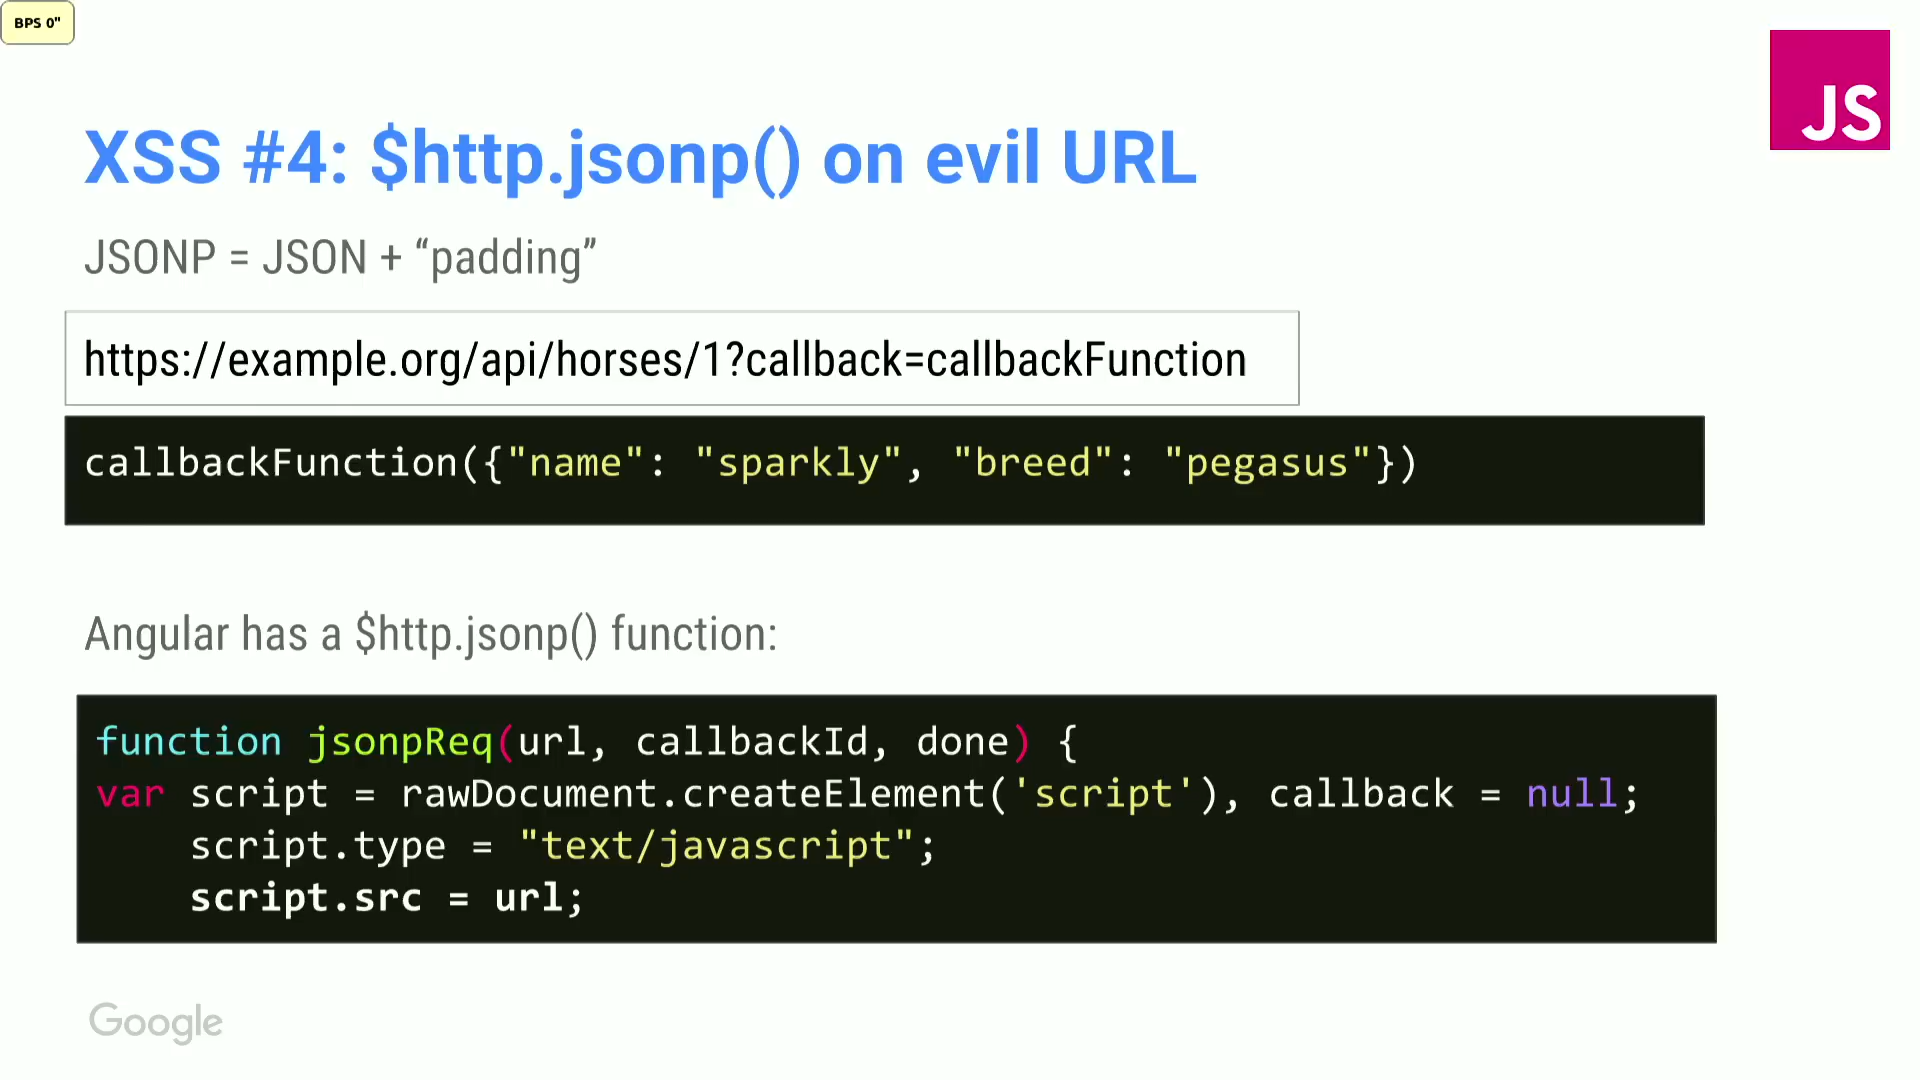 BPS 0"
JS
XSS #4: $http.jsonp() on evil URL
JSONP = JSON + “padding”
https://example.org/api/horses/1?callback=callbackFunction
callbackFunction({"name": "sparkly", "breed": "pegasus"})
Angular has a $http.jsonp() function:
function jsonpReq(url, callbackId, done) {
var script = rawDocument.createElement('script'), callback = null;
script.type = "text/javascript";
script.src = url;
Google